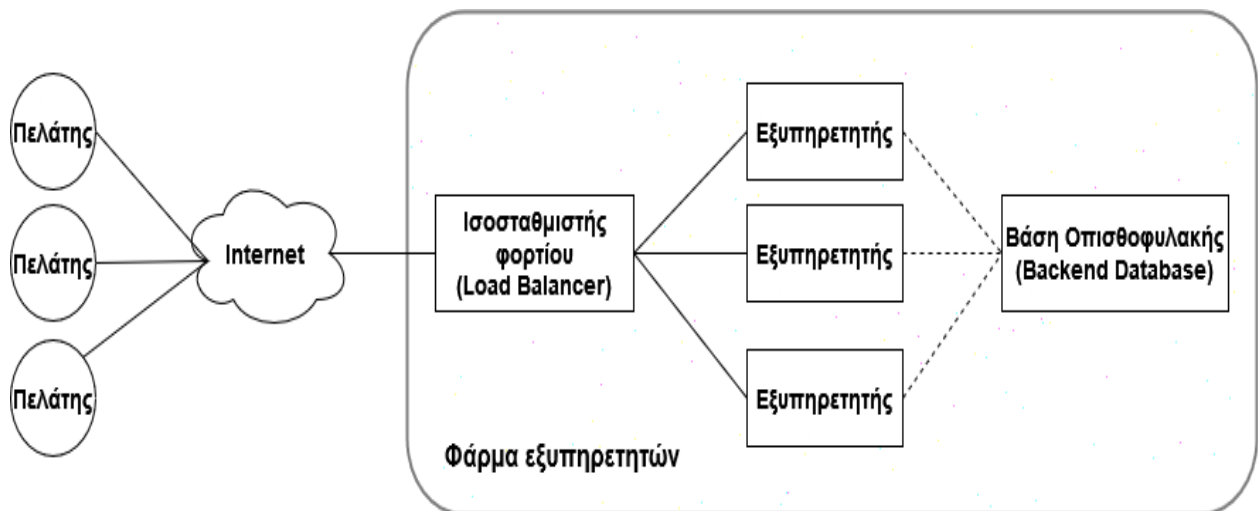 Πελάτης
Πελάτης
Πελάτης
Internet
Ισοσταθμιστής
φορτίου
(Load Balancer)
Εξυπηρετητής
Εξυπηρετητής
Εξυπηρετητής
Βάση Οπισθοφυλακής
(Backend Database)
Φάρμα εξυπηρετητών